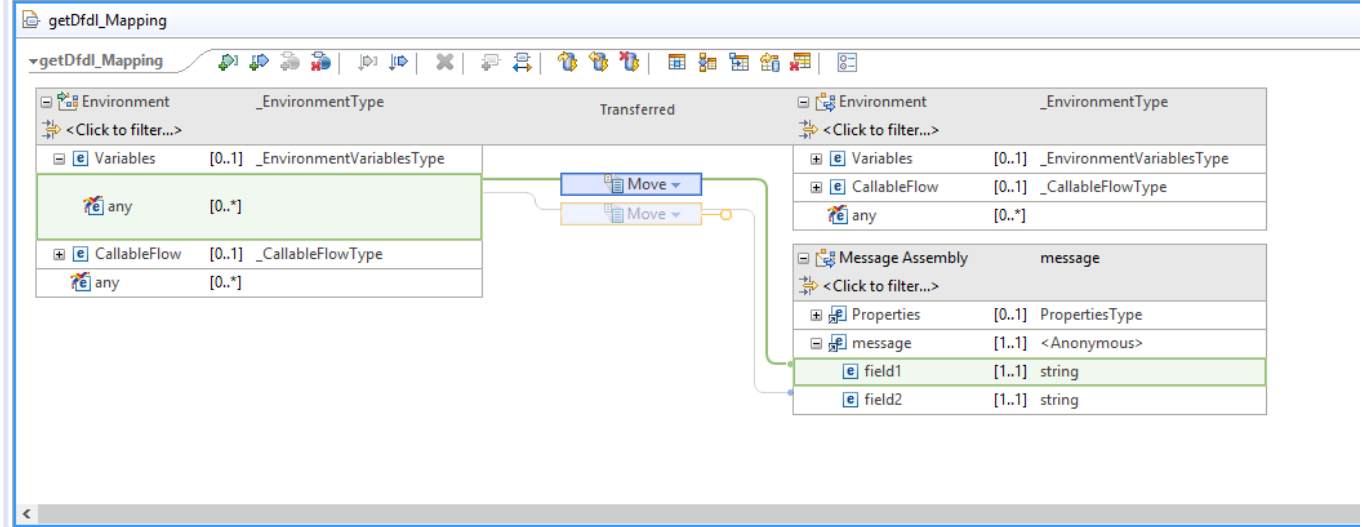 getDfdl_Mapping
getDfdl_Mapping
Environment _EnvironmentType Transferred Environment _EnvironmentType
<Click to filter...> <Click to filter...>
e Variables [0..1] _EnvironmentVariablesType e Variables [0..1] _EnvironmentVariablesType
Move e CallableFlow [0..1] _CallableFlowType
e any [0..*] Move e any [0..*]
e CallableFlow [0..1] _CallableFlowType Message Assembly message
e any [0..*] <Click to filter...>
e Properties [0..1] PropertiesType
e message [1..1] <Anonymous>
e field1 [1..1] string
e field2 [1..1] string